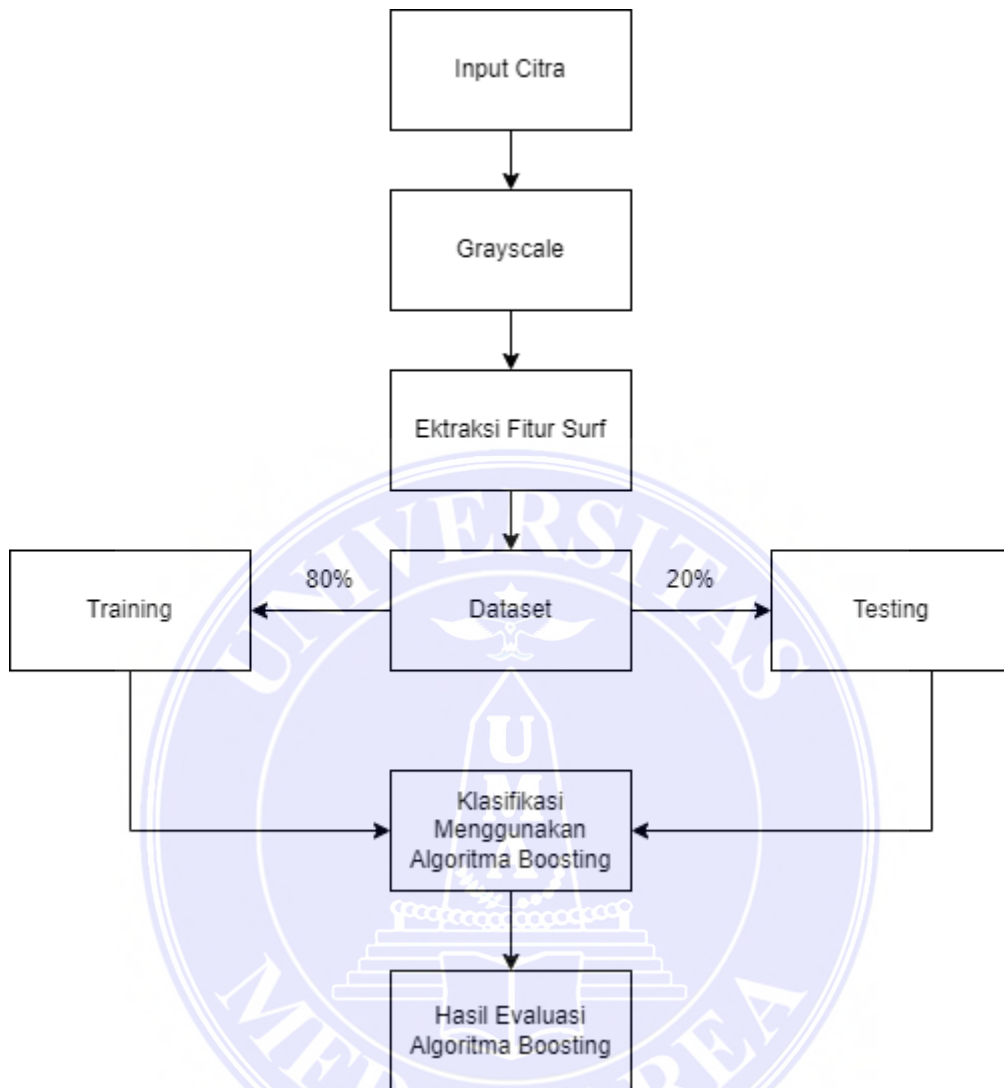 Input Citra
Grayscale
Ektraksi Fitur Surf
UNIVERSITAS
Training
80%
Dataset
20%
Testing
U
M
A
Klasifikasi
Menggunakan
Algoritma Boosting
Hasil Evaluasi
Algoritma Boosting